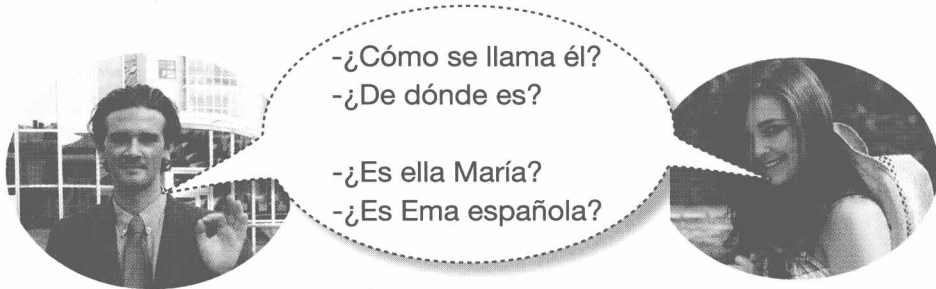 -¿Cómo se llama él?
-¿De dónde es?
-¿Es ella María?
-¿Es Ema española?